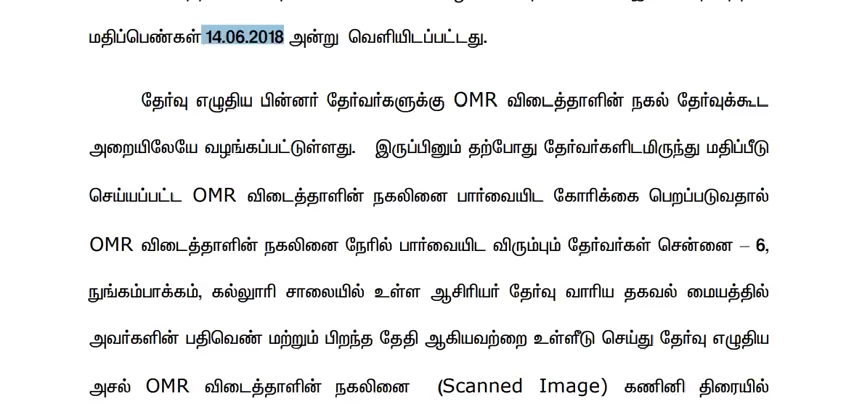 மதிப்பெண்கள் 14.06.2018 அன்று வெளியிடப்பட்டது.
தேர்வு எழுதிய பின்னர் தேர்வர்களுக்கு OMR விடைத்தாளின் நகல் தேர்வுக்கூட
அறையிலேயே வழங்கப்பட்டுள்ளது. இருப்பினும் தற்போது தேர்வர்களிடமிருந்து மதிப்பீடு
செய்யப்பட்ட OMR விடைத்தாளின் நகலினை பார்வையிட கோரிக்கை பெறப்படுவதால்
OMR விடைத்தாளின் நகலினை நேரில் பார்வையிட விரும்பும் தேர்வர்கள் சென்னை – 6,
நுங்கம்பாக்கம், கல்லூரி சாலையில் உள்ள ஆசிரியர் தேர்வு வாரிய தகவல் மையத்தில்
அவர்களின் பதிவெண் மற்றும் பிறந்த தேதி ஆகியவற்றை உள்ளீடு செய்து தேர்வு எழுதிய
அசல் OMR விடைத்தாளின் நகலினை (Scanned Image) கணினி திரையில்